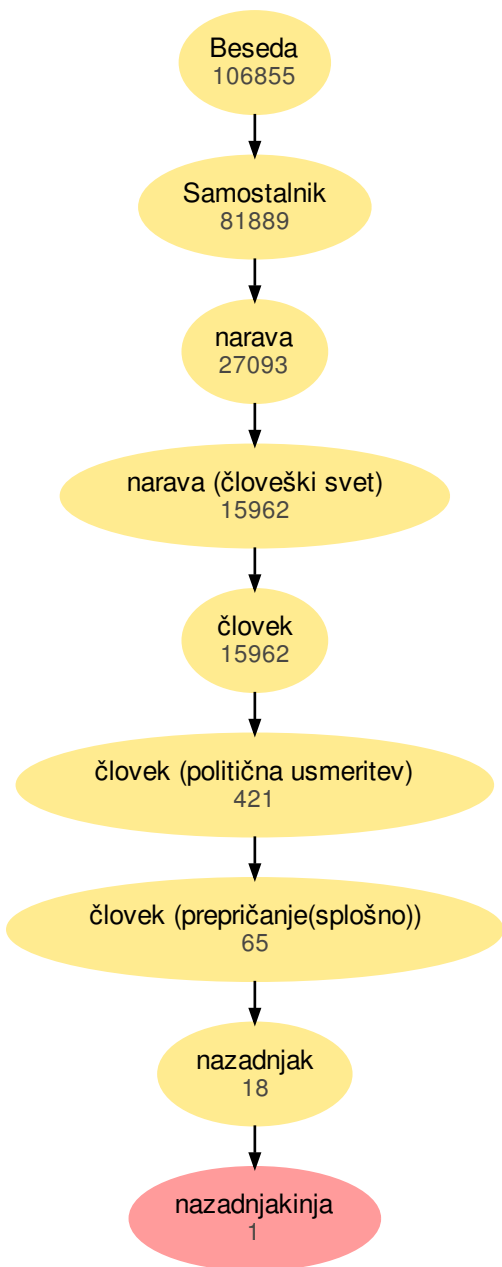 Beseda
106855
Samostalnik
81889
narava
27093
narava (človeški svet)
15962
človek
15962
človek (politična usmeritev)
421
človek (prepričanje(splošno))
65
nazadnjak
18
nazadnjakinja
1